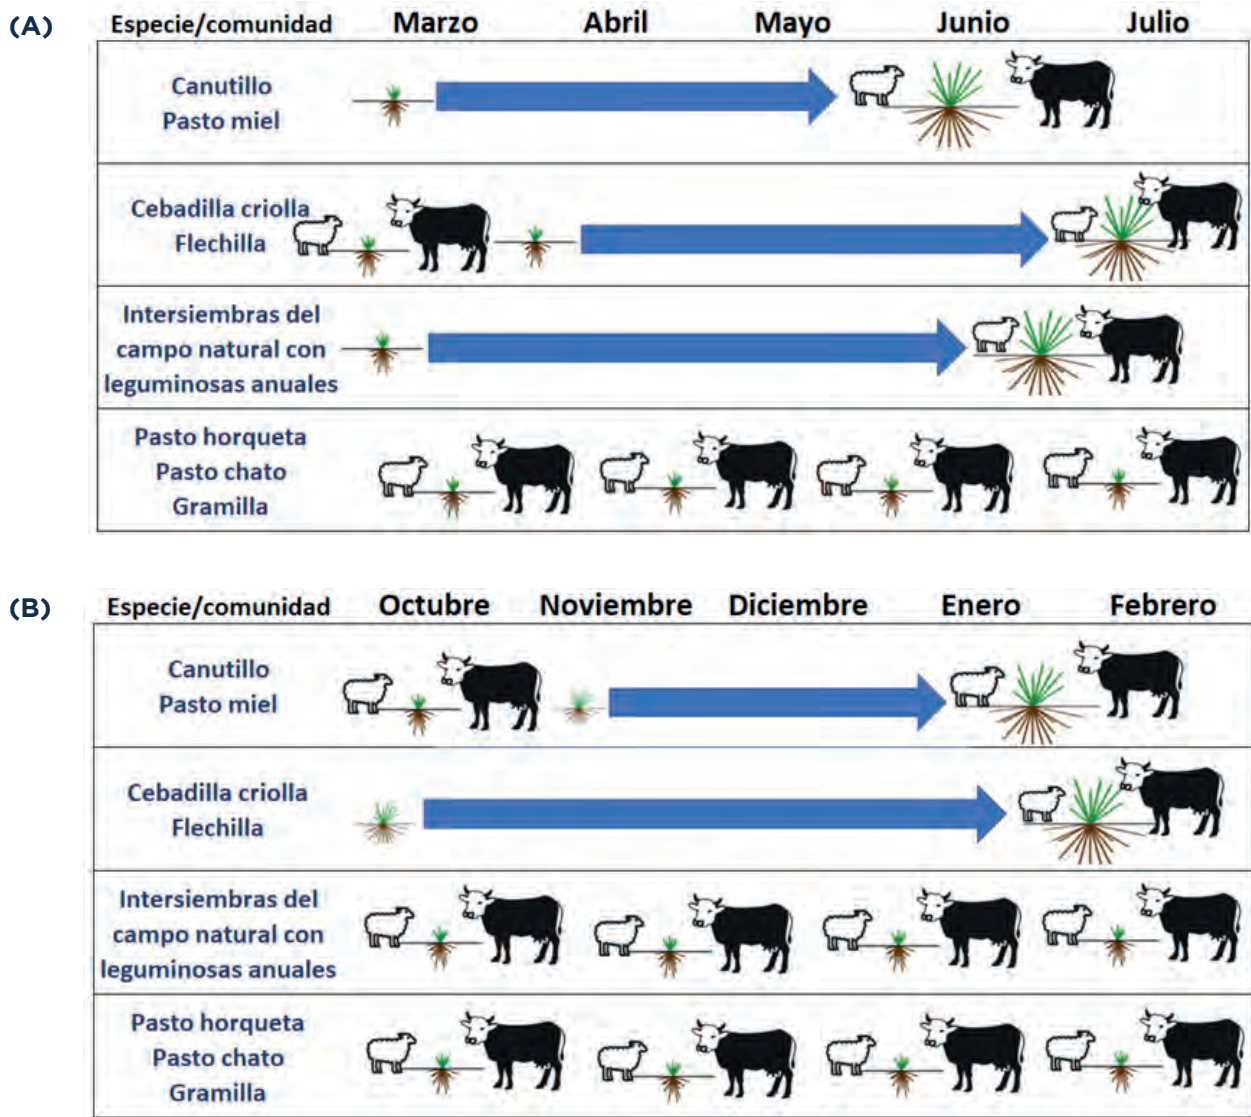 (A)
Especie/comunidad Marzo Abril Mayo Junio Julio
Canutillo
Pasto miel
Cebadilla criolla
Flechilla
Intersiembras del
campo natural con
leguminosas anuales
Pasto horqueta
Pasto chato
Gramilla
(B)
Especie/comunidad Octubre Noviembre Diciembre Enero Febrero
Canutillo
Pasto miel
Cebadilla criolla
Flechilla
Intersiembras del
campo natural con
leguminosas anuales
Pasto horqueta
Pasto chato
Gramilla